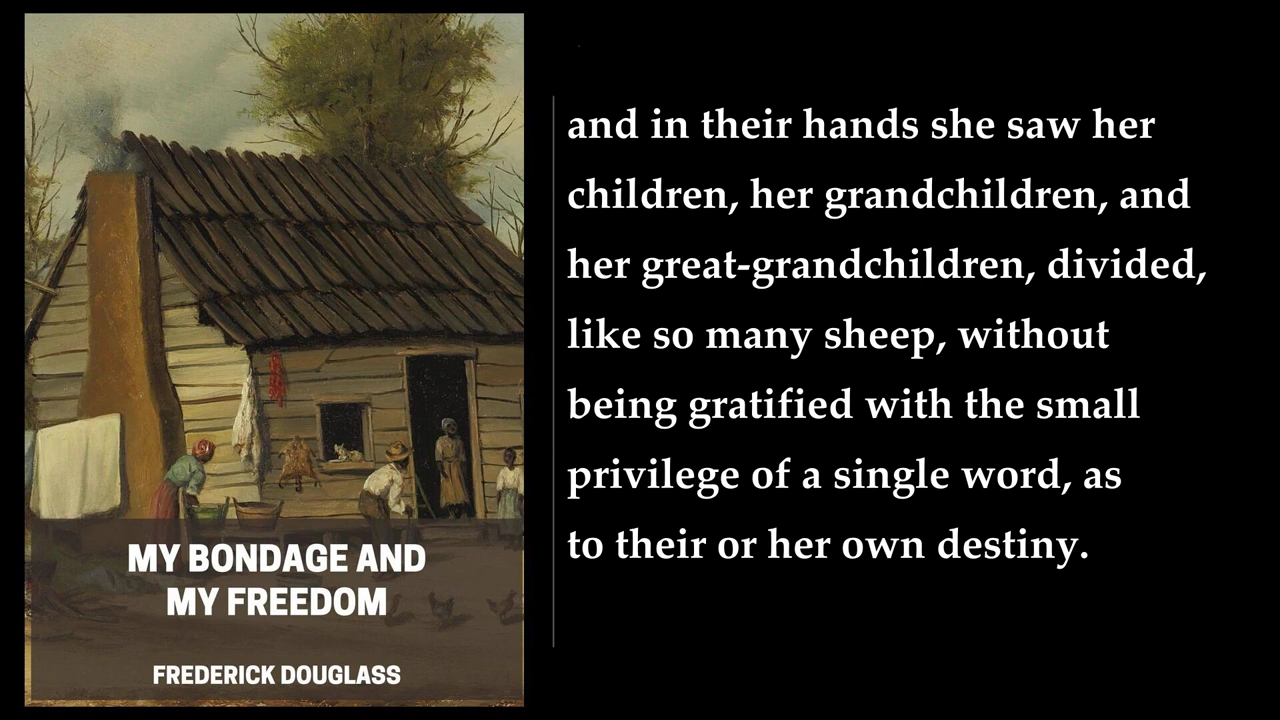 MY BONDAGE AND
MY FREEDOM
FREDERICK DOUGLASS
and in their hands she saw her
children, her grandchildren, and
her great-grandchildren, divided,
like so many sheep, without
being gratified with the small
privilege of a single word, as
to their or her own destiny.